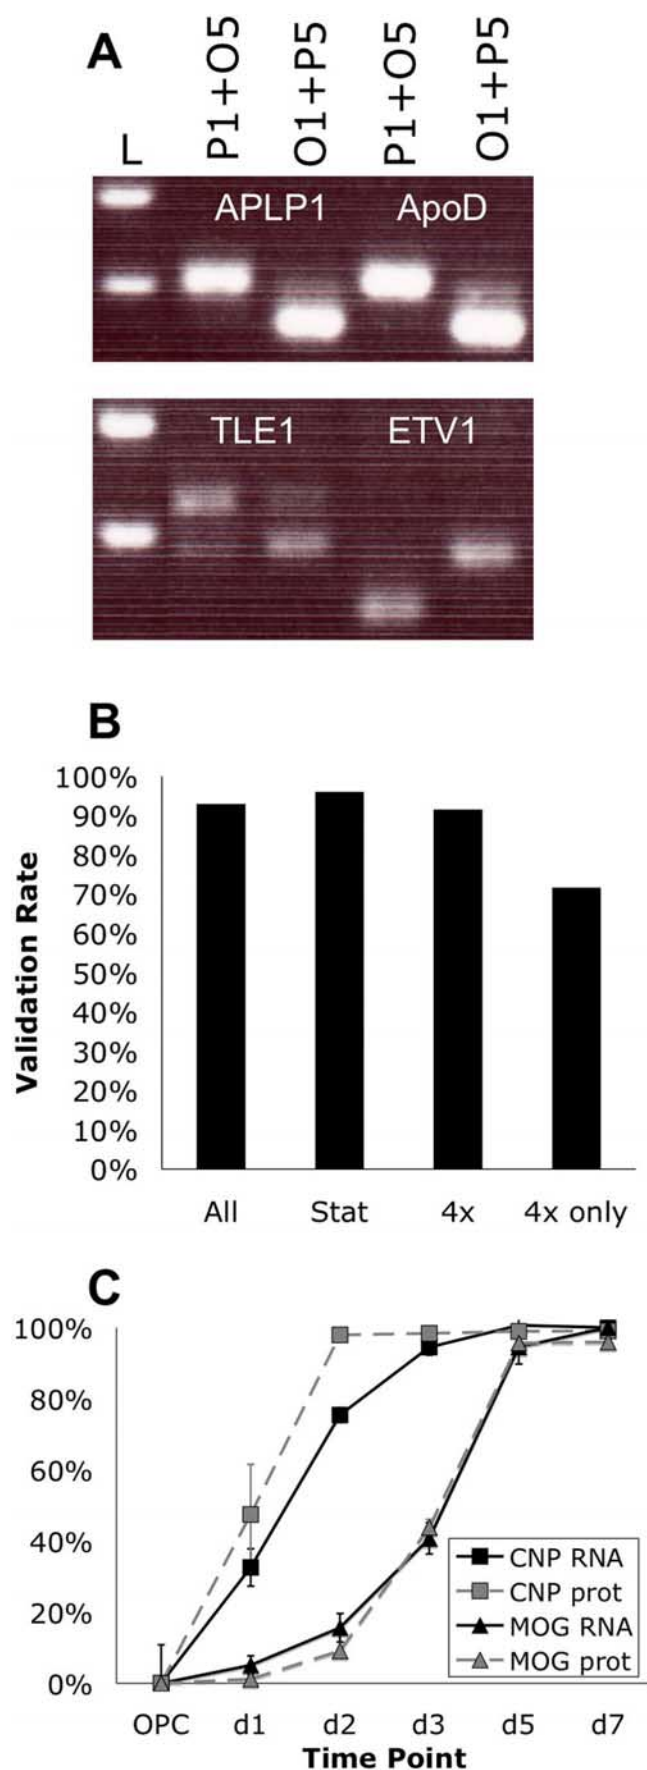 A
L
P1+O5
O1+P5
P1+O5
O1+P5
APLP1
ApoD
TLE1
ETV1
B
Validation Rate
100%
90%
80%
70%
60%
50%
40%
30%
20%
10%
0%
All
Stat
4x
4x only
C
100%
80%
60%
40%
20%
0%
CNP RNA
CNP prot
MOG RNA
MOG prot
OPC
d1
d2
d3
d5
d7
Time Point